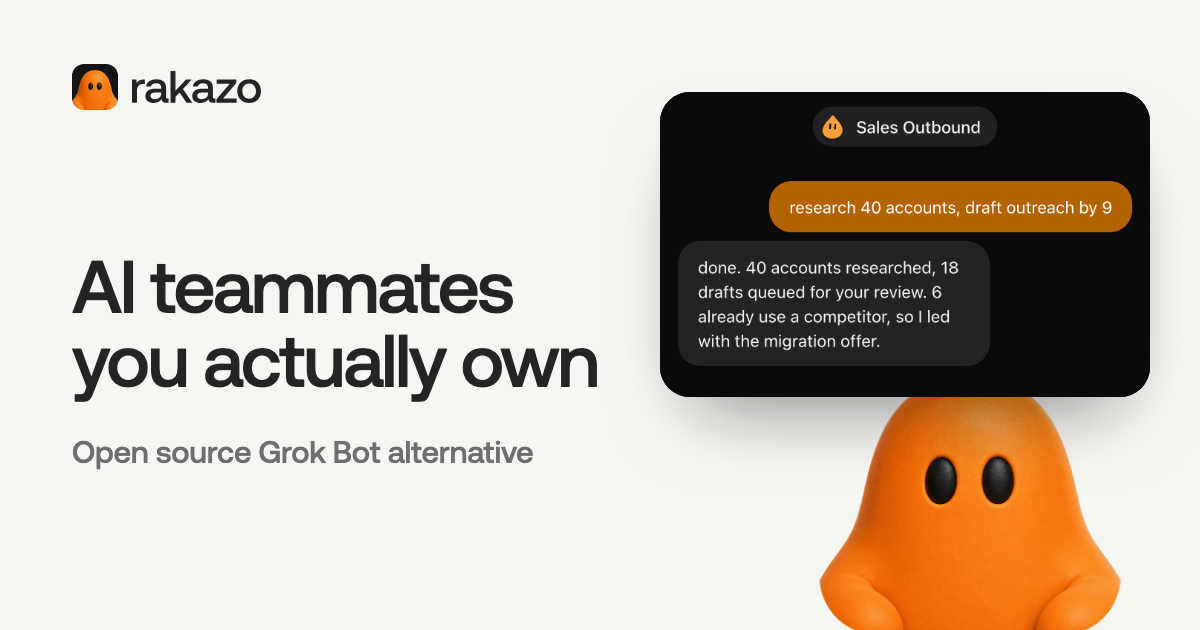 rakazo
AI teammates
you actually own
Open source Grok Bot alternative
Sales Outbound
research 40 accounts, draft outreach by 9
done. 40 accounts researched, 18
drafts queued for your review. 6
already use a competitor, so I led
with the migration offer.